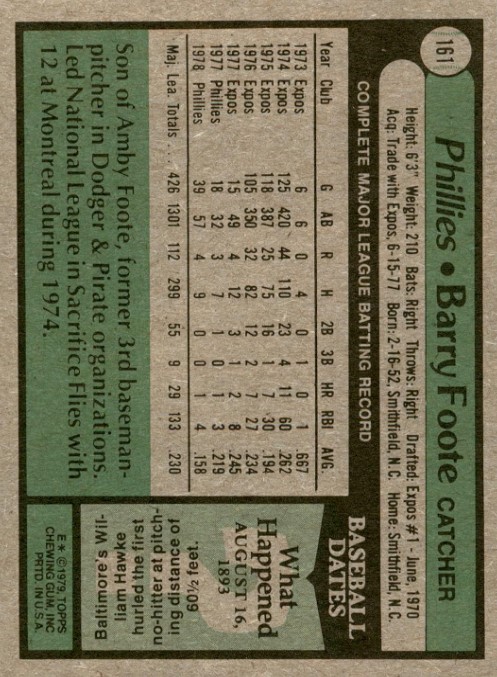 161
Phillies • Barry Foote CATCHER
Height: 6'3" Weight: 210 Bats: Right Throws: Right Drafted: Expos #1 - June, 1970
Acq: Trade with Expos, 6-15-77 Born: 2-16-52, Smithfield, N.C. Home: Smithfield, N.C.
COMPLETE MAJOR LEAGUE BATTING RECORD
Year Club G AB R H 2B 3B HR RBI AVG.
1973 Expos 6 6 0 4 0 1 0 1 .667
1974 Expos 125 420 44 110 23 4 11 60 .262
1975 Expos 118 387 25 75 16 1 7 30 .194
1976 Expos 105 350 32 82 12 2 7 27 .234
1977 Expos 15 49 4 12 3 1 2 8 .245
1977 Phillies 18 32 3 7 1 0 1 3 .219
1978 Phillies 39 57 4 9 0 0 1 4 .158
Maj. Lea. Totals . . . 426 1301 112 299 55 9 29 133 .230
Son of Amby Foote, former 3rd baseman-
pitcher in Dodger & Pirate organizations.
Led National League in Sacrifice Flies with
12 at Montreal during 1974.
BASEBALL
DATES
What
Happened
AUGUST 16,
1893
Baltimore's Wil-
liam Hawke
hurled the first
no-hitter at pitch-
ing distance of
60½ feet.
E * © 1979, TOPPS
CHEWING GUM, INC
PRTD. IN U.S.A.